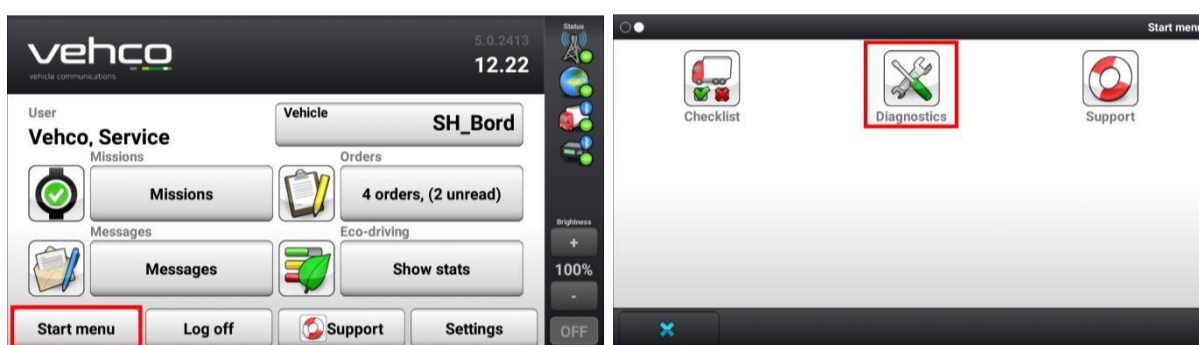 vehco
vehicle communications
5.0.2413
12.22
Status
User
Vehco, Service
Vehicle
SH_Bord
Missions
Missions
Orders
4 orders, (2 unread)
Messages
Messages
Eco-driving
Show stats
Brightness
+
100%
-
OFF
Start menu
Log off
Support
Settings
Start menu
Checklist
Diagnostics
Support